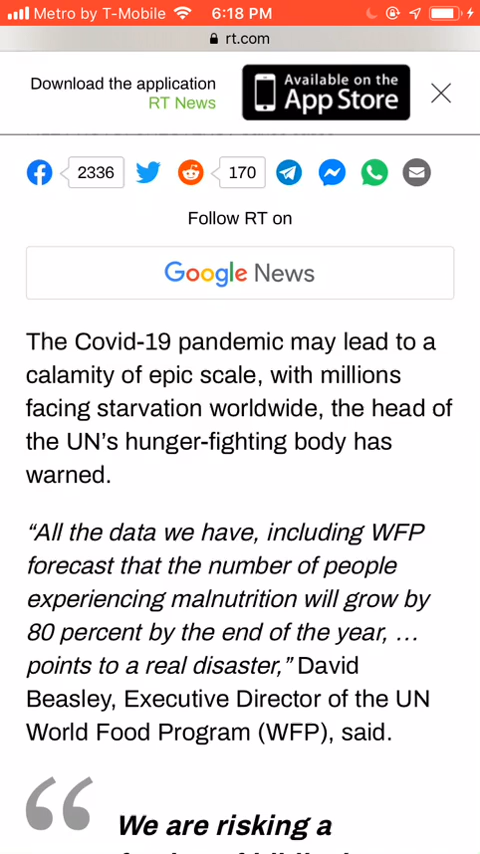 Metro by T-Mobile 6:18 PM
rt.com
Download the application
RT News
Available on the
App Store
2336 170
Follow RT on
Google News
The Covid-19 pandemic may lead to a
calamity of epic scale, with millions
facing starvation worldwide, the head of
the UN’s hunger-fighting body has
warned.
“All the data we have, including WFP
forecast that the number of people
experiencing malnutrition will grow by
80 percent by the end of the year, …
points to a real disaster,” David
Beasley, Executive Director of the UN
World Food Program (WFP), said.
“ We are risking a